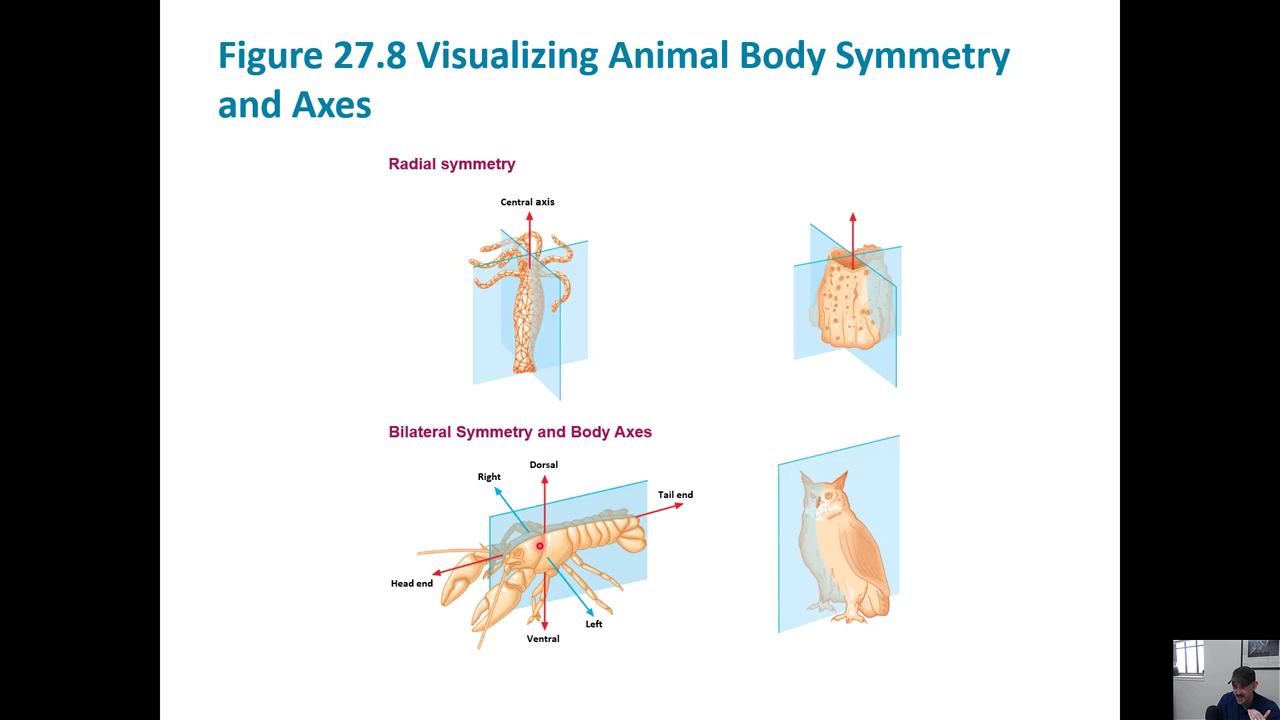 Figure 27.8 Visualizing Animal Body Symmetry
and Axes
Radial symmetry
Central axis
Bilateral Symmetry and Body Axes
Dorsal
Right
Tail end
Head end
Left
Ventral